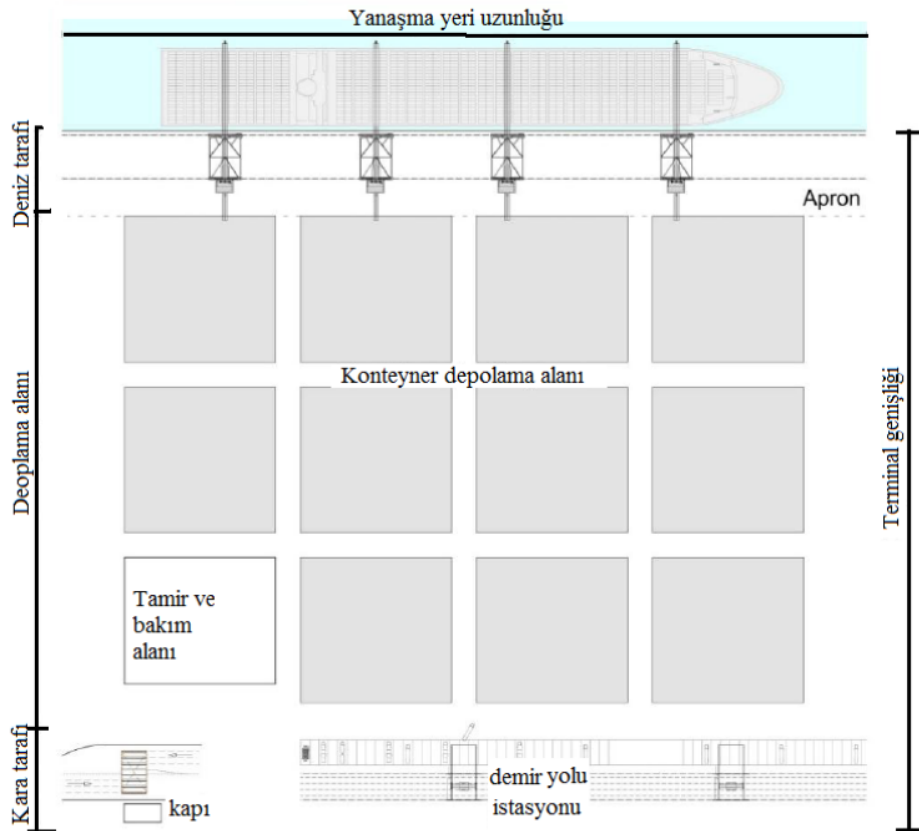 Yanaşma yeri uzunluğu
Deniz tarafı
Apron
Konteyner depolama alanı
Deoplama alanı
Terminal genişliği
Tamir ve
bakım
alanı
Kara tarafı
kapı
demir yolu
istasyonu